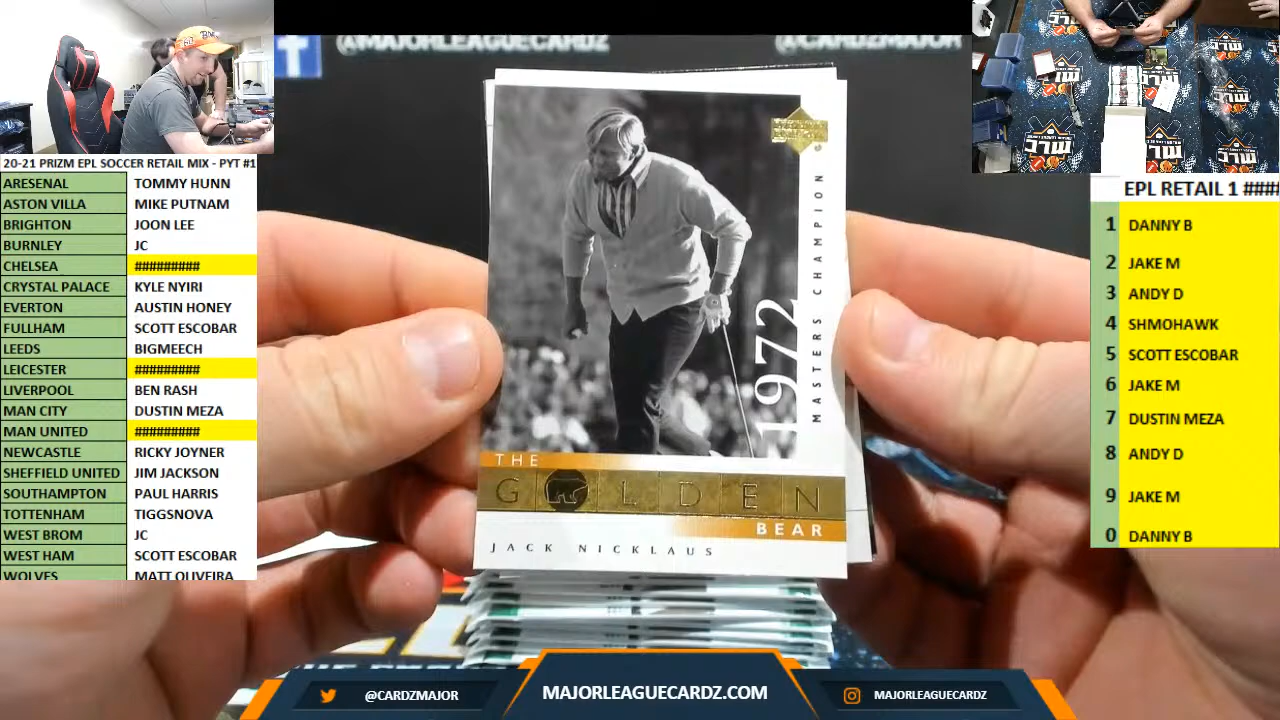 @MAJORLEAGUECARDZ
@CARDZMAJOR
20-21 PRIZM EPL SOCCER RETAIL MIX - PYT #1
ARESENAL TOMMY HUNN
ASTON VILLA MIKE PUTNAM
BRIGHTON JOON LEE
BURNLEY JC
CHELSEA #########
CRYSTAL PALACE KYLE NYIRI
EVERTON AUSTIN HONEY
FULLHAM SCOTT ESCOBAR
LEEDS BIGMEECH
LEICESTER #########
LIVERPOOL BEN RASH
MAN CITY DUSTIN MEZA
MAN UNITED #########
NEWCASTLE RICKY JOYNER
SHEFFIELD UNITED JIM JACKSON
SOUTHAMPTON PAUL HARRIS
TOTTENHAM TIGGSNOVA
WEST BROM JC
WEST HAM SCOTT ESCOBAR
WOLVES MATT OLIVEIRA
1972
MASTERS CHAMPION
THE
GOLDEN
BEAR
JACK NICKLAUS
EPL RETAIL 1 ####
1 DANNY B
2 JAKE M
3 ANDY D
4 SHMOHAWK
5 SCOTT ESCOBAR
6 JAKE M
7 DUSTIN MEZA
8 ANDY D
9 JAKE M
0 DANNY B
@CARDZMAJOR
MAJORLEAGUECARDZ.COM
MAJORLEAGUECARDZ